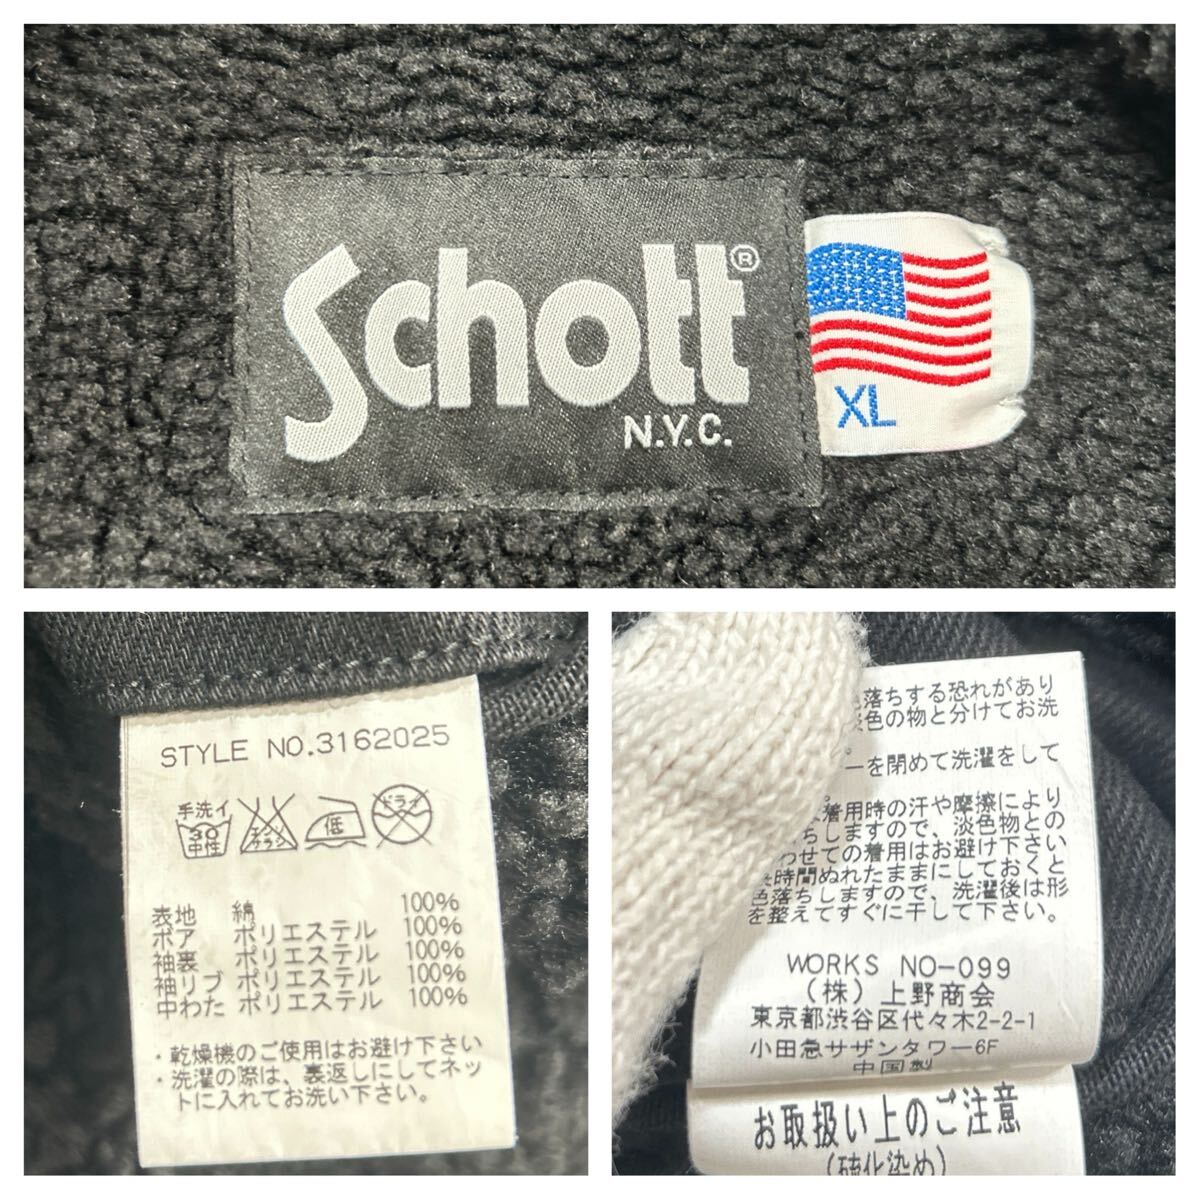 Schott®
N.Y.C.
XL
STYLE NO.3162025
手洗イ
30
中性
エンソ
サラシ
低
ドライ
表地 綿 100%
ボア ポリエステル 100%
袖裏 ポリエステル 100%
袖リブ ポリエステル 100%
中わた ポリエステル 100%
・乾燥機のご使用はお避け下さい
・洗濯の際は、裏返しにしてネッ
トに入れてお洗い下さい。
色落ちする恐れがあり
淡色の物と分けてお洗
ーを閉めて洗濯をして
着用時の汗や摩擦により
ちしますので、淡色物との
わせての着用はお避け下さい
時間ぬれたままにしておくと
色落ちしますので、洗濯後は形
を整えてすぐに干して下さい。
WORKS NO-099
(株)上野商会
東京都渋谷区代々木2-2-1
小田急サザンタワー6F
中国製
お取扱い上のご注意
(硫化染め)